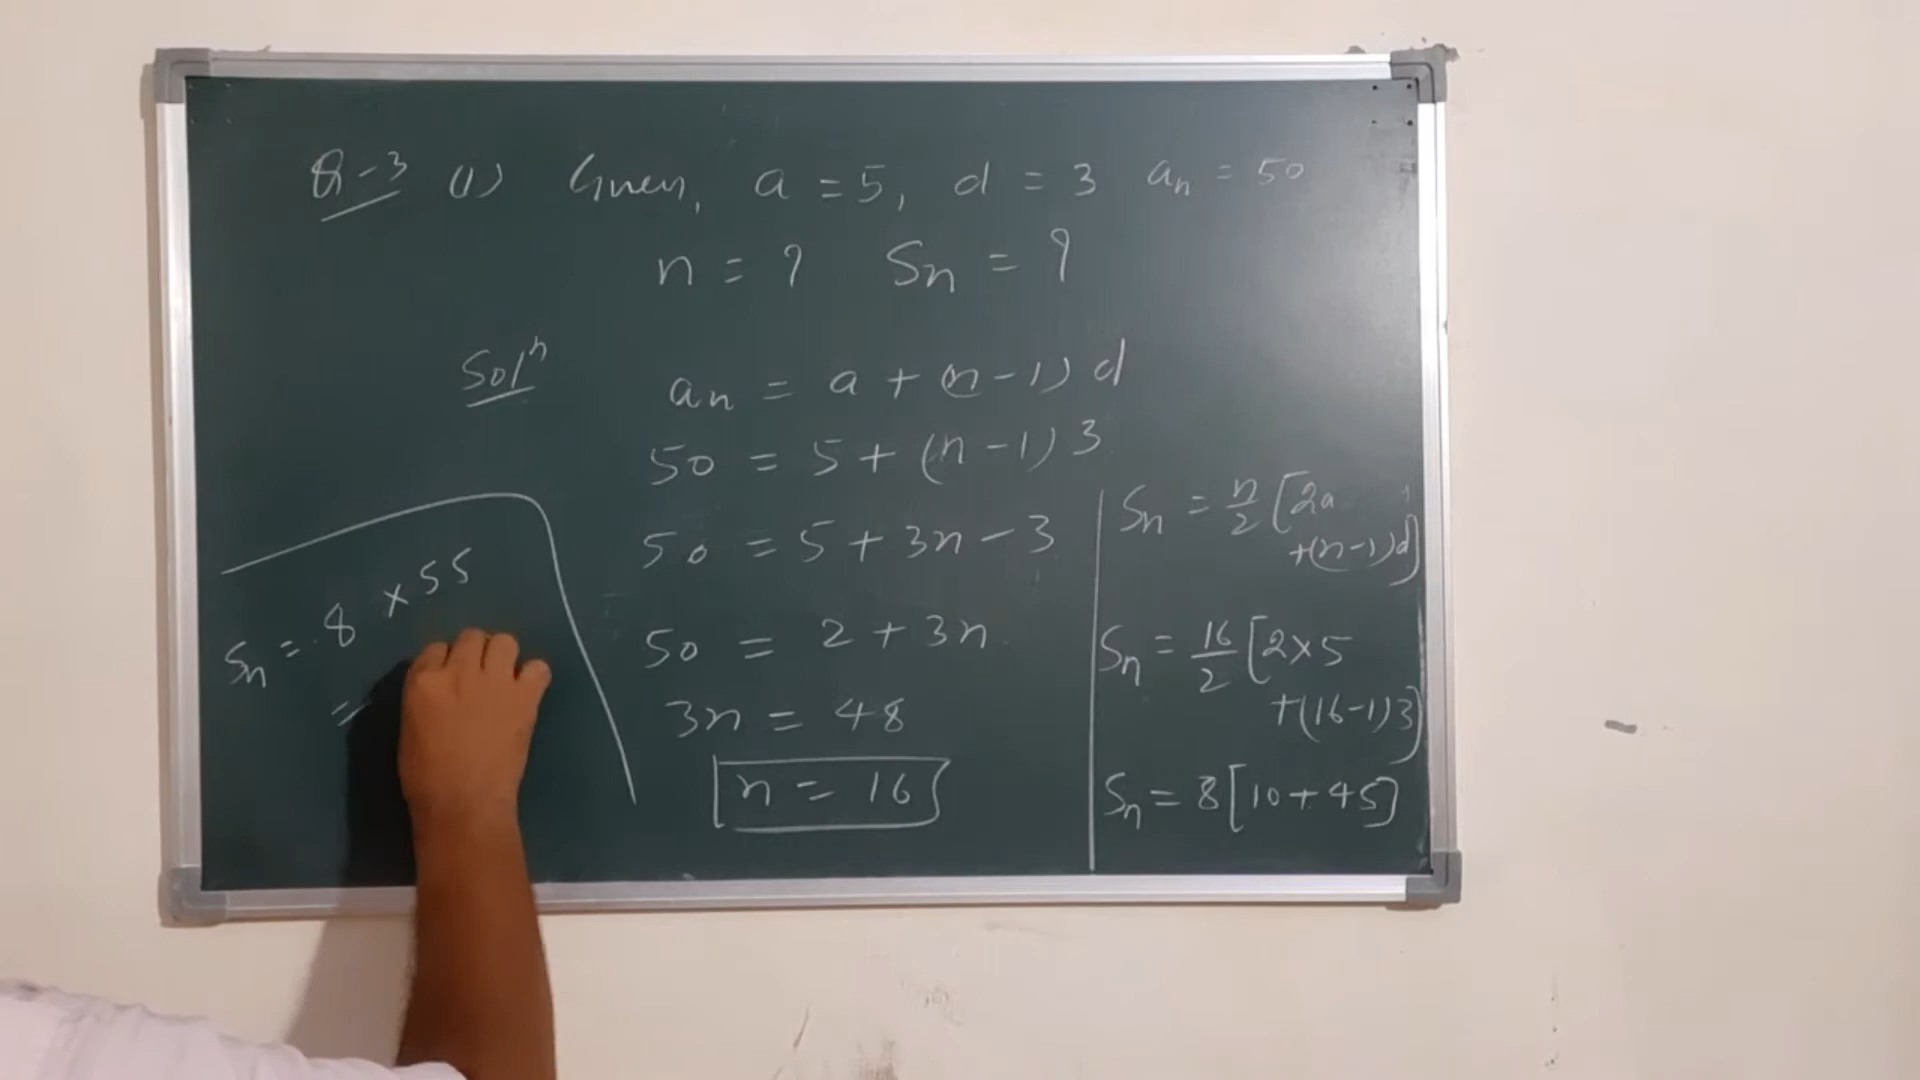 Q-3 (1) Given, a = 5, d = 3 an = 50
n = ? Sn = ?
Solⁿ
an = a + (n-1) d
50 = 5 + (n-1) 3
50 = 5 + 3n - 3
50 = 2 + 3n
3n = 48
n = 16
Sn = n/2 [2a
+(n-1)d]
Sn = 16/2 [2×5
+(16-1)3]
Sn = 8[10+45]
Sn = 8 × 55
=